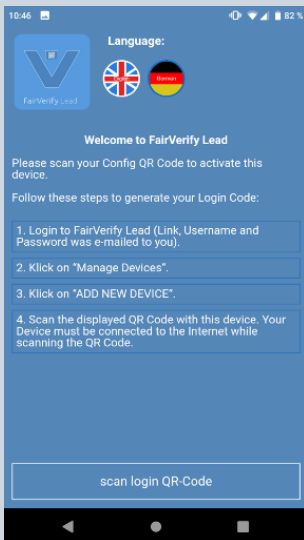 10:46
82 %
Language:
English
German
FairVerify Lead
Welcome to FairVerify Lead
Please scan your Config QR Code to activate this
device.
Follow these steps to generate your Login Code:
1. Login to FairVerify Lead (Link, Username and
Password was e-mailed to you).
2. Klick on “Manage Devices”.
3. Klick on “ADD NEW DEVICE”.
4. Scan the displayed QR Code with this device. Your
Device must be connected to the Internet while
scanning the QR Code.
scan login QR-Code